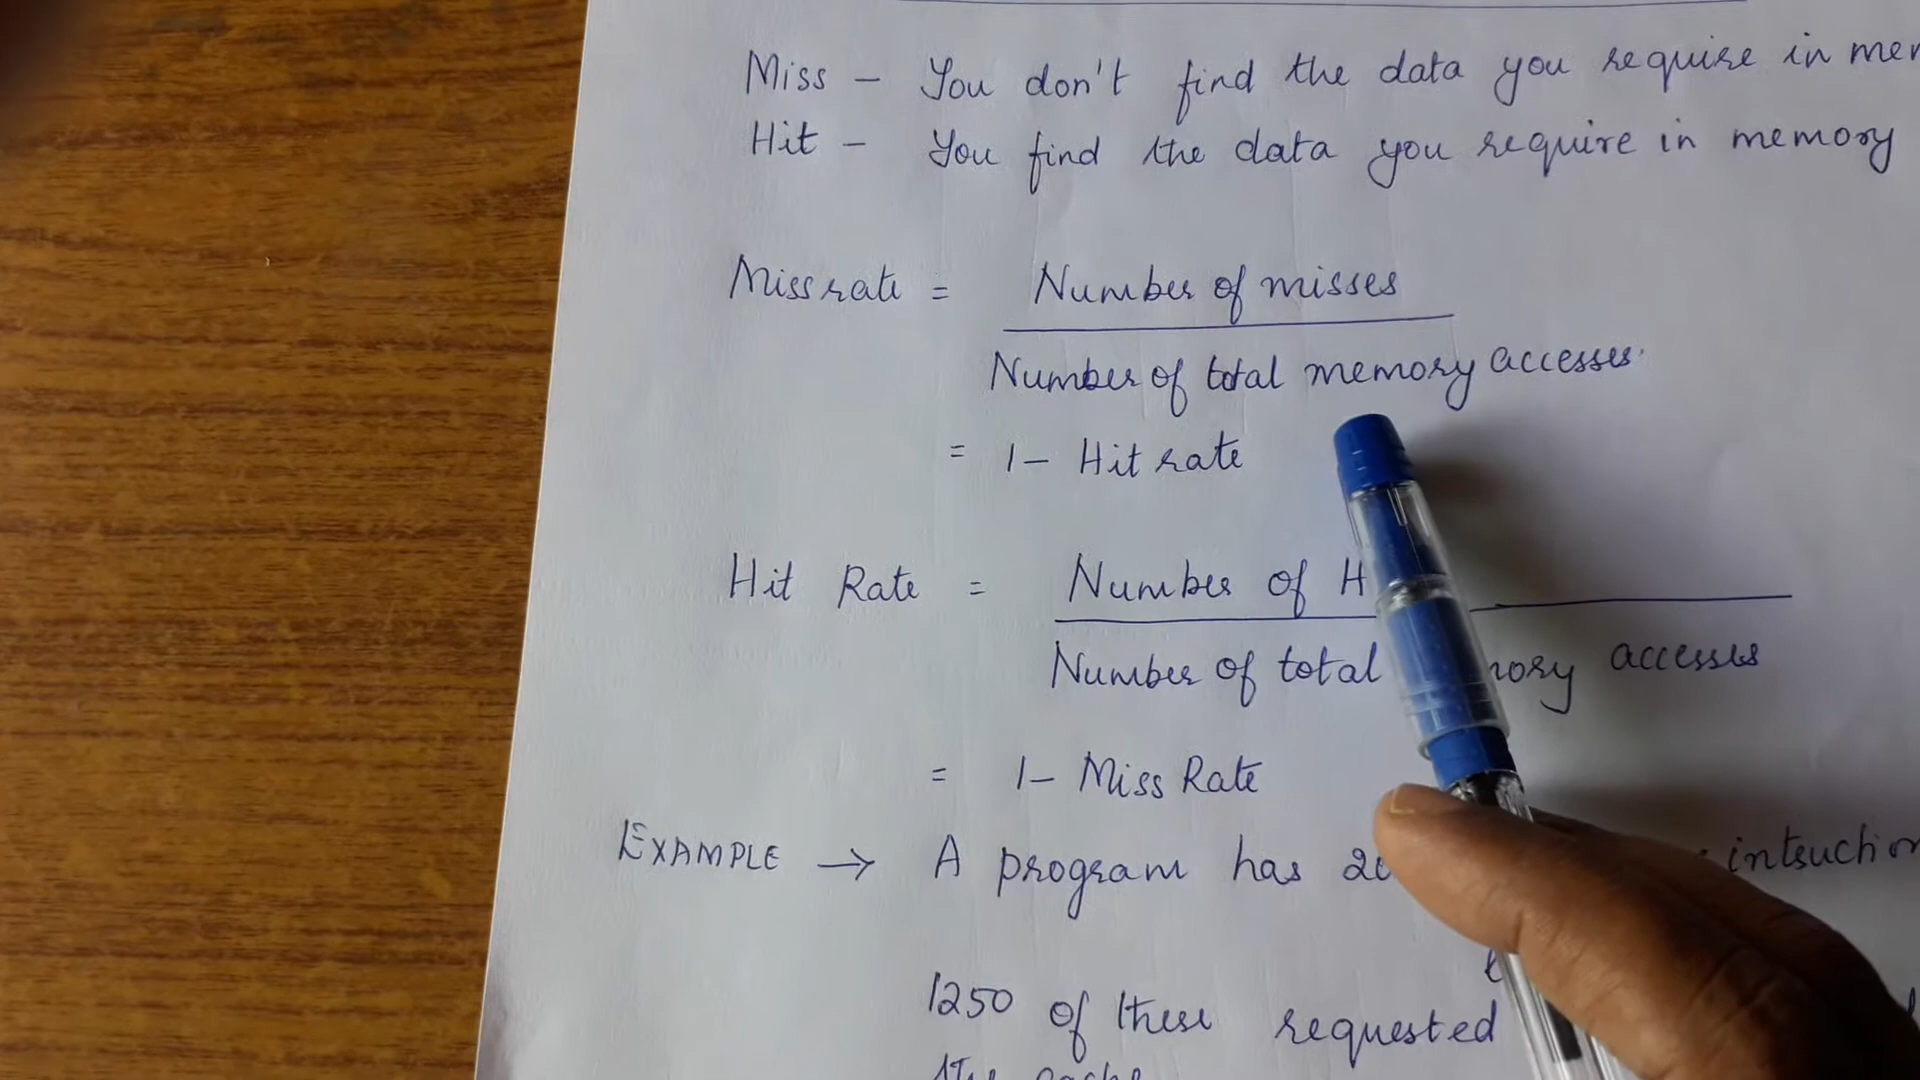 Miss - You don't find the data you require in
Hit - You find the data you require in memory
Miss rate = Number of misses
Number of total memory accesses.
= 1 - Hit rate
Hit Rate = Number of
Number of total accesses
= 1 - Miss Rate
EXAMPLE → A program has
1250 of these requested
the cache